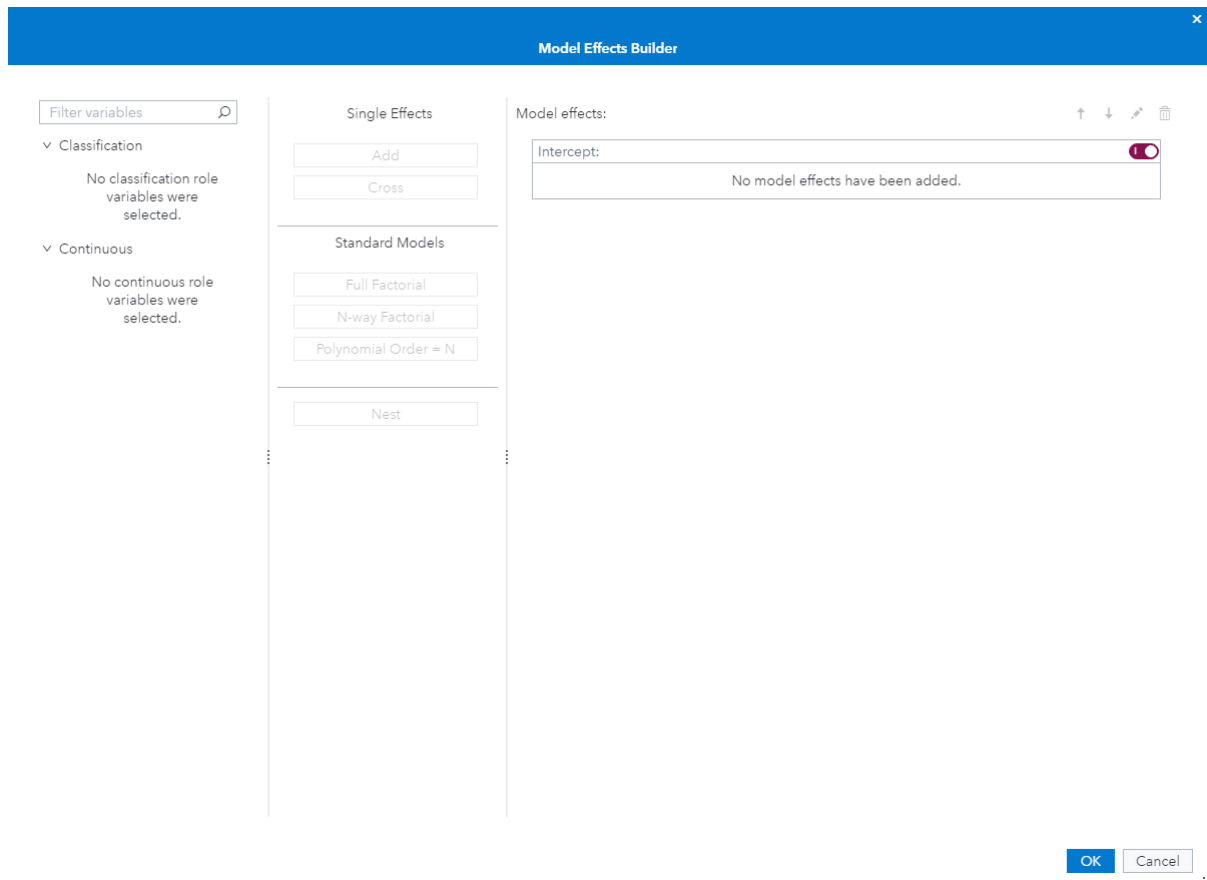 Model Effects Builder
Filter variables
Classification
No classification role
variables were
selected.
Continuous
No continuous role
variables were
selected.
Single Effects
Add
Cross
Standard Models
Full Factorial
N-way Factorial
Polynomial Order = N
Nest
Model effects:
Intercept:
No model effects have been added.
OK
Cancel